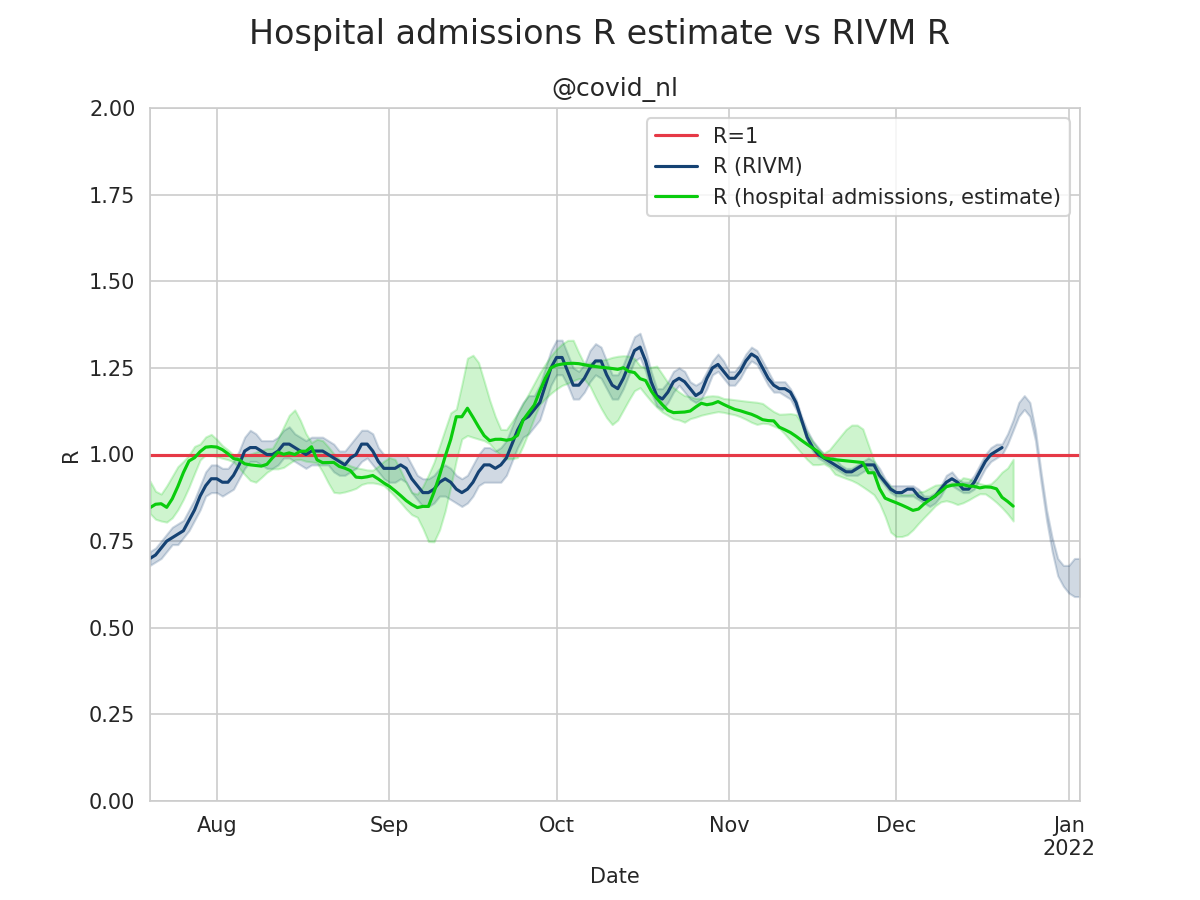 Hospital admissions R estimate vs RIVM R
@covid_nl
2.00
1.75
1.50
1.25
1.00
0.75
0.50
0.25
0.00
R
R=1
R (RIVM)
R (hospital admissions, estimate)
Aug Sep Oct Nov Dec Jan
2022
Date